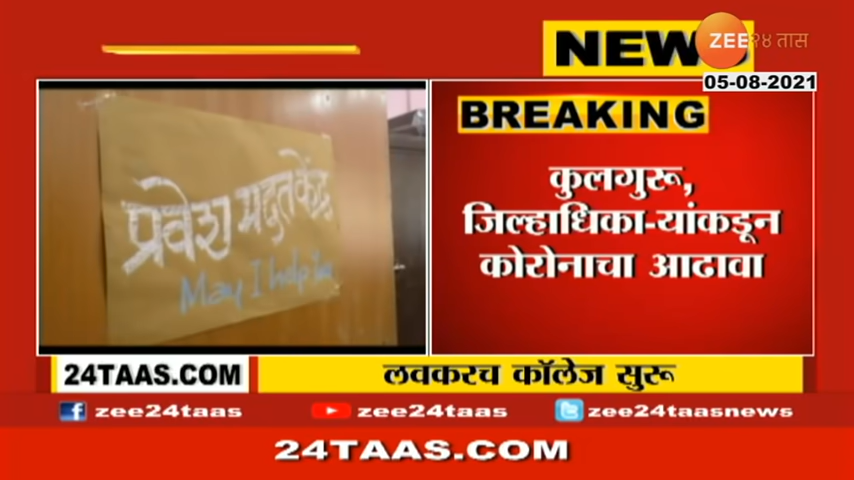 NEWS
ZEE २४ तास
05-08-2021
BREAKING
कुलगुरू,
जिल्हाधिका-यांकडून
कोरोनाचा आढावा
प्रवेश मदत केंद्र
May I help
24TAAS.COM
लवकरच कॉलेज सुरू
zee24taas
zee24taas
zee24taasnews
24TAAS.COM